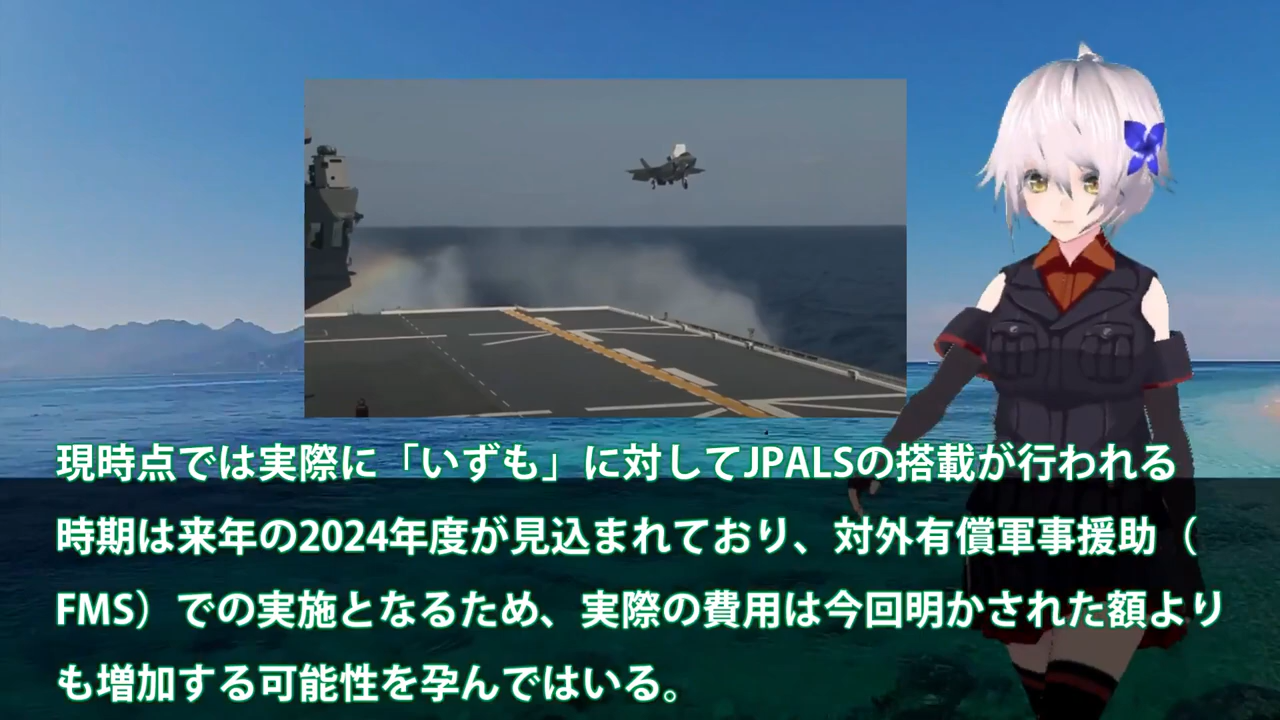 現時点では実際に「いずも」に対してJPALSの搭載が行われる
時期は来年の2024年度が見込まれており、対外有償軍事援助（
FMS）での実施となるため、実際の費用は今回明かされた額より
も増加する可能性を孕んではいる。